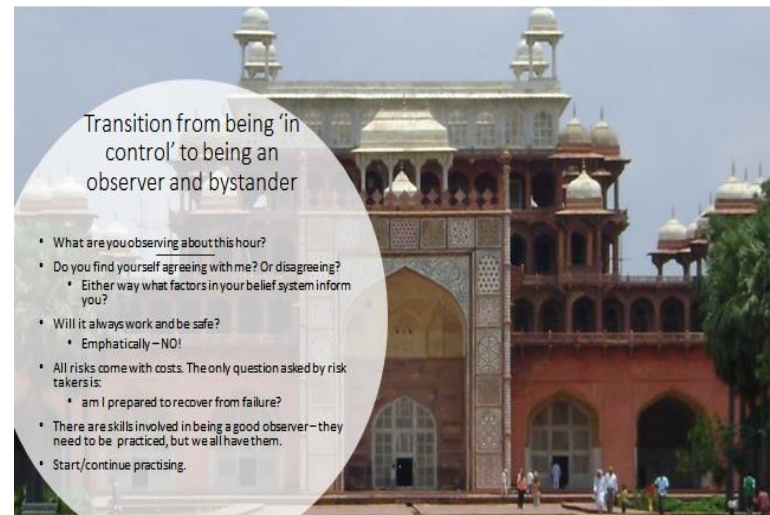 Transition from being ‘in
control’ to being an
observer and bystander
• What are you observing about this hour?
• Do you find yourself agreeing with me? Or disagreeing?
• Either way what factors in your belief system inform
you?
• Will it always work and be safe?
• Emphatically – NO!
• All risks come with costs. The only question asked by risk
takers is:
• am I prepared to recover from failure?
• There are skills involved in being a good observer – they
need to be practiced, but we all have them.
• Start/continue practising.